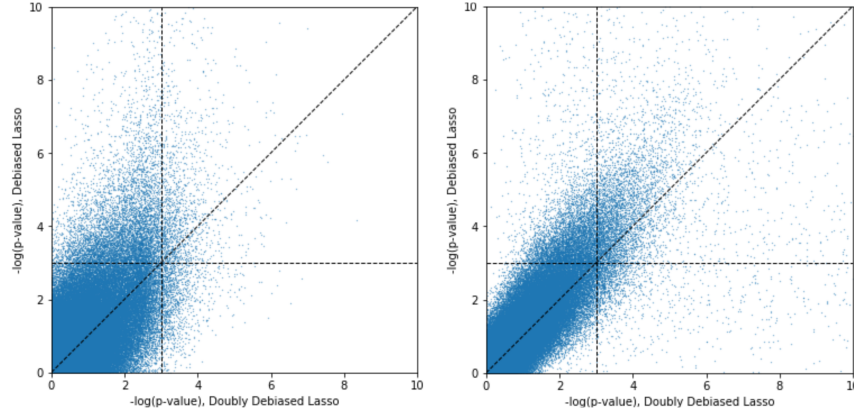 10
8
6
4
2
0
-log(p-value), Debiased Lasso
0 2 4 6 8 10
-log(p-value), Doubly Debiased Lasso
10
8
6
4
2
0
-log(p-value), Debiased Lasso
0 2 4 6 8 10
-log(p-value), Doubly Debiased Lasso